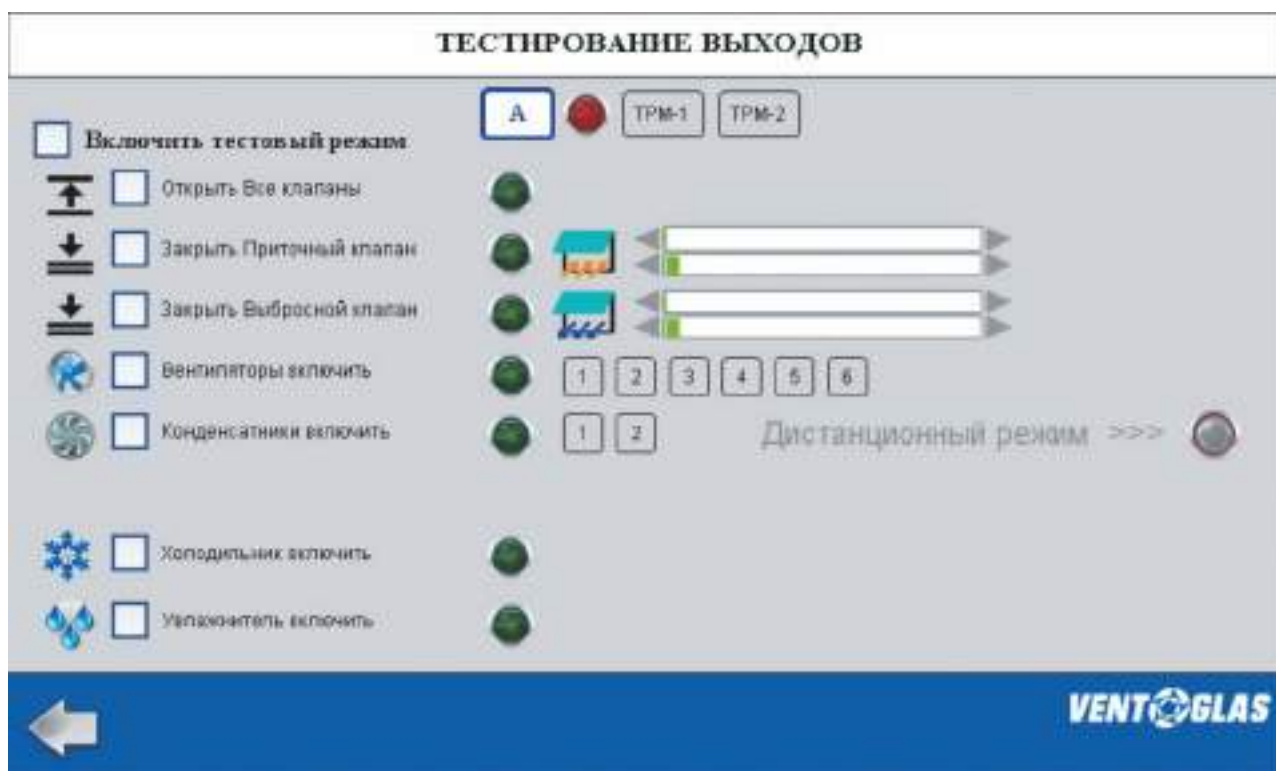 ТЕСТИРОВАНИЕ ВЫХОДОВ
А ТРМ-1 ТРМ-2
Включить тестовый режим
Открыть Все клапаны
Закрыть Приточный клапан
Закрыть Выбросной клапан
Вентиляторы включить 1 2 3 4 5 6
Конденсатники включить 1 2 Дистанционный режим >>>
Холодильник включить
Увлажнитель включить
VENTOGLAS